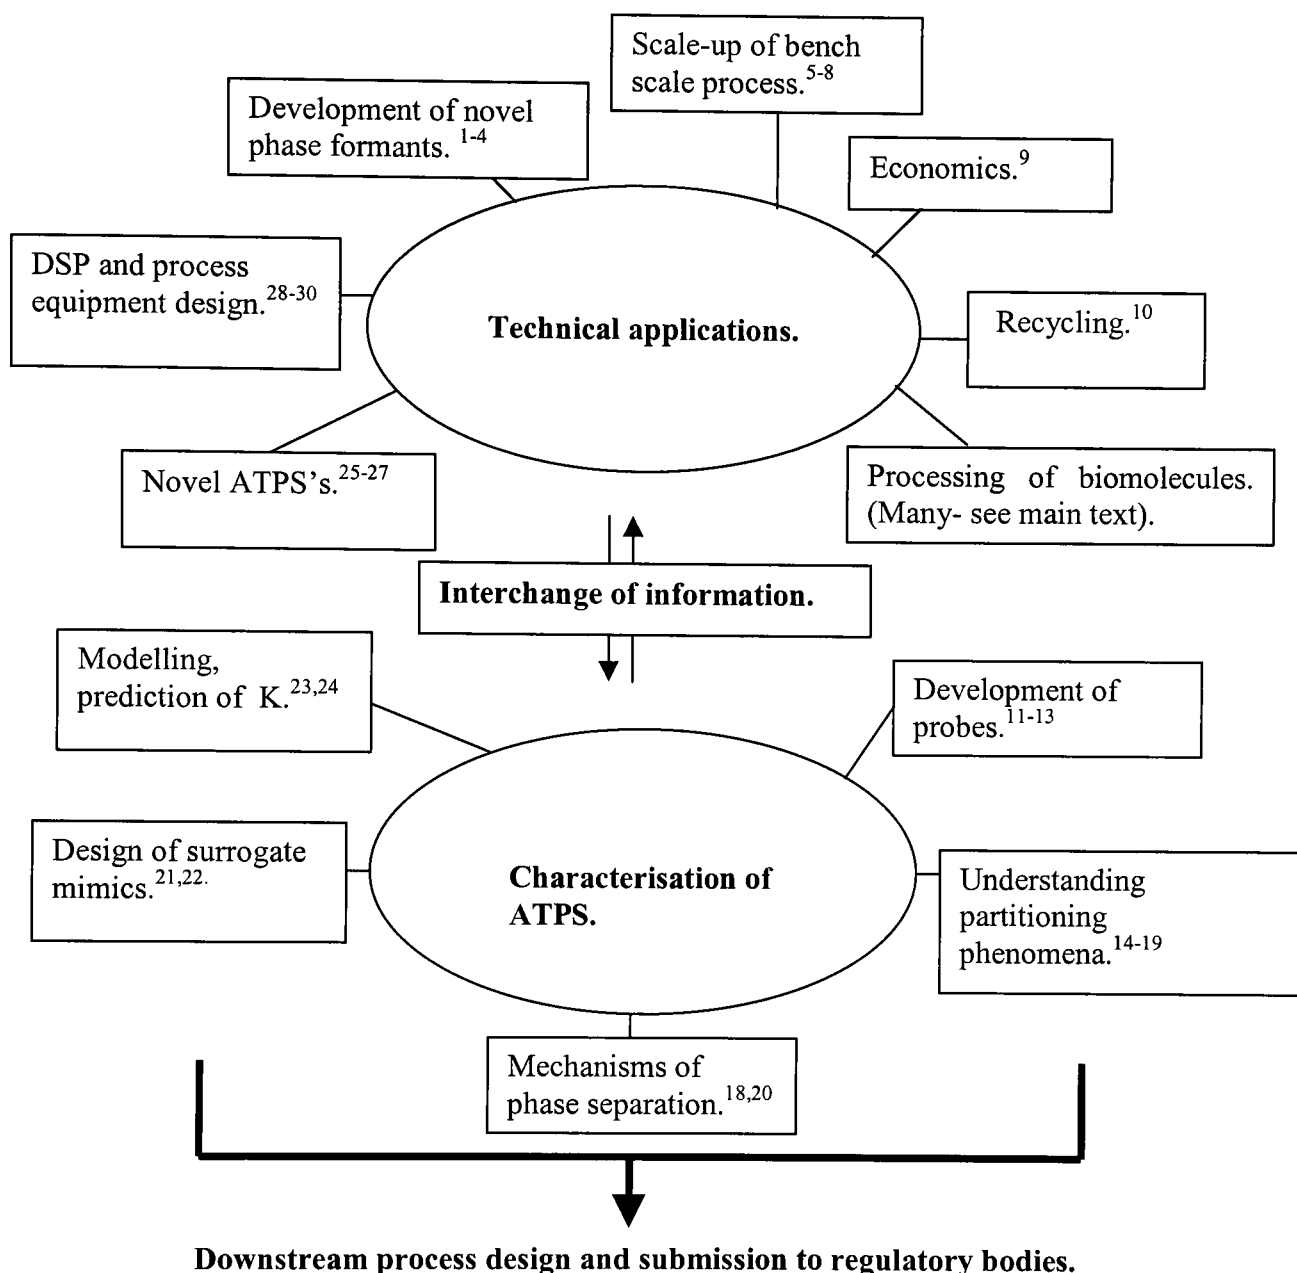 Scale-up of bench
scale process.5-8
Development of novel
phase formants. 1-4
Economics.9
DSP and process
equipment design.28-30
Recycling.10
Technical applications.
Novel ATPS's.25-27
Processing of biomolecules.
(Many- see main text).
Interchange of information.
Modelling,
prediction of K.23,24
Development of
probes.11-13
Design of surrogate
mimics.21,22.
Characterisation of
ATPS.
Understanding
partitioning
phenomena.14-19
Mechanisms of
phase separation.18,20
Downstream process design and submission to regulatory bodies.